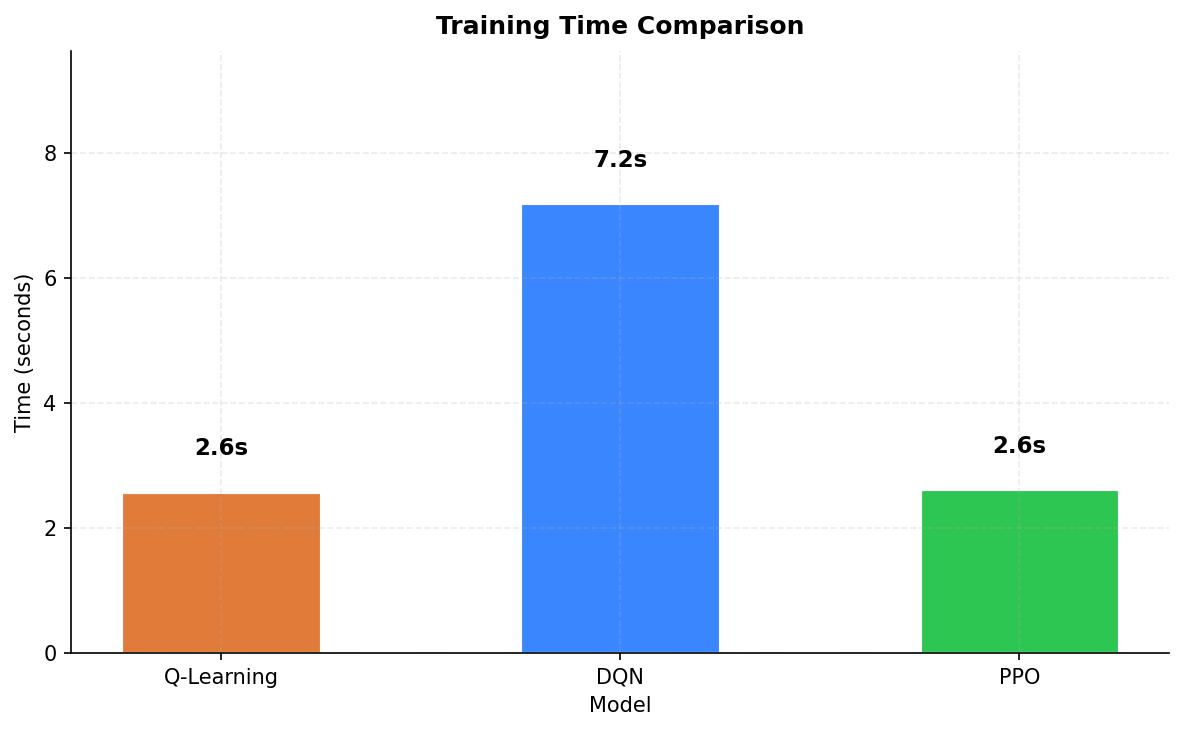 Training Time Comparison
8
6
4
2
0
Time (seconds)
2.6s
7.2s
2.6s
Q-Learning
DQN
PPO
Model